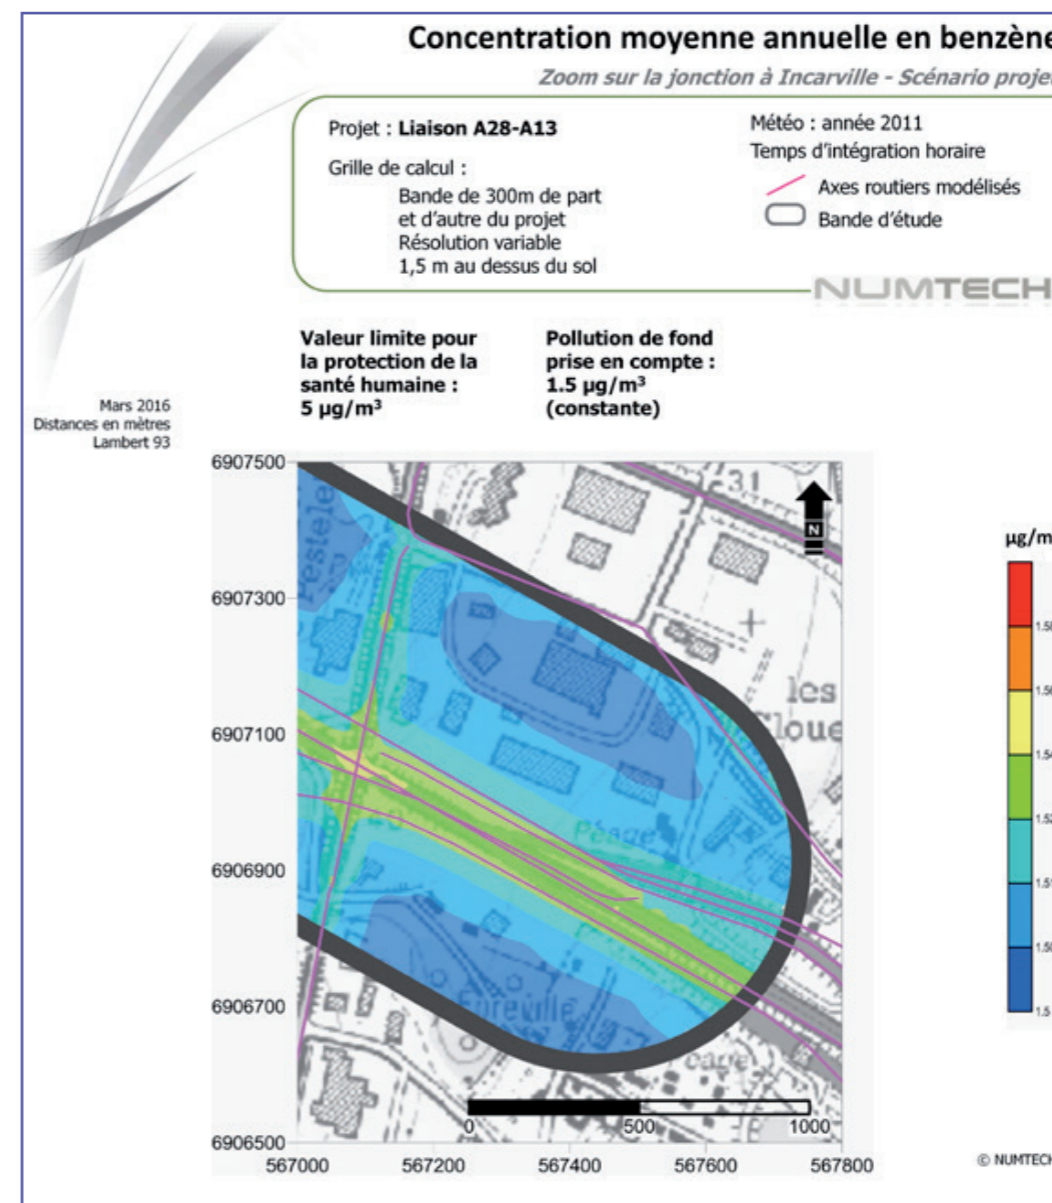 Concentration moyenne annuelle en benzène
Zoom sur la jonction à Incarville - Scénario projet
Projet : Liaison A28-A13
Grille de calcul :
Bande de 300m de part
et d'autre du projet
Résolution variable
1,5 m au dessus du sol
Météo : année 2011
Temps d'intégration horaire
Axes routiers modélisés
Bande d'étude
NUMTECH
Valeur limite pour
la protection de la
santé humaine :
5 µg/m³
Pollution de fond
prise en compte :
1.5 µg/m³
(constante)
Mars 2016
Distances en mètres
Lambert 93
6907500
6907300
6907100
6906900
6906700
6906500
567000
567200
567400
567600
567800
31
N
les
Péage
Epreville
0
500
1000
µg/m
1.5
© NUMTECH